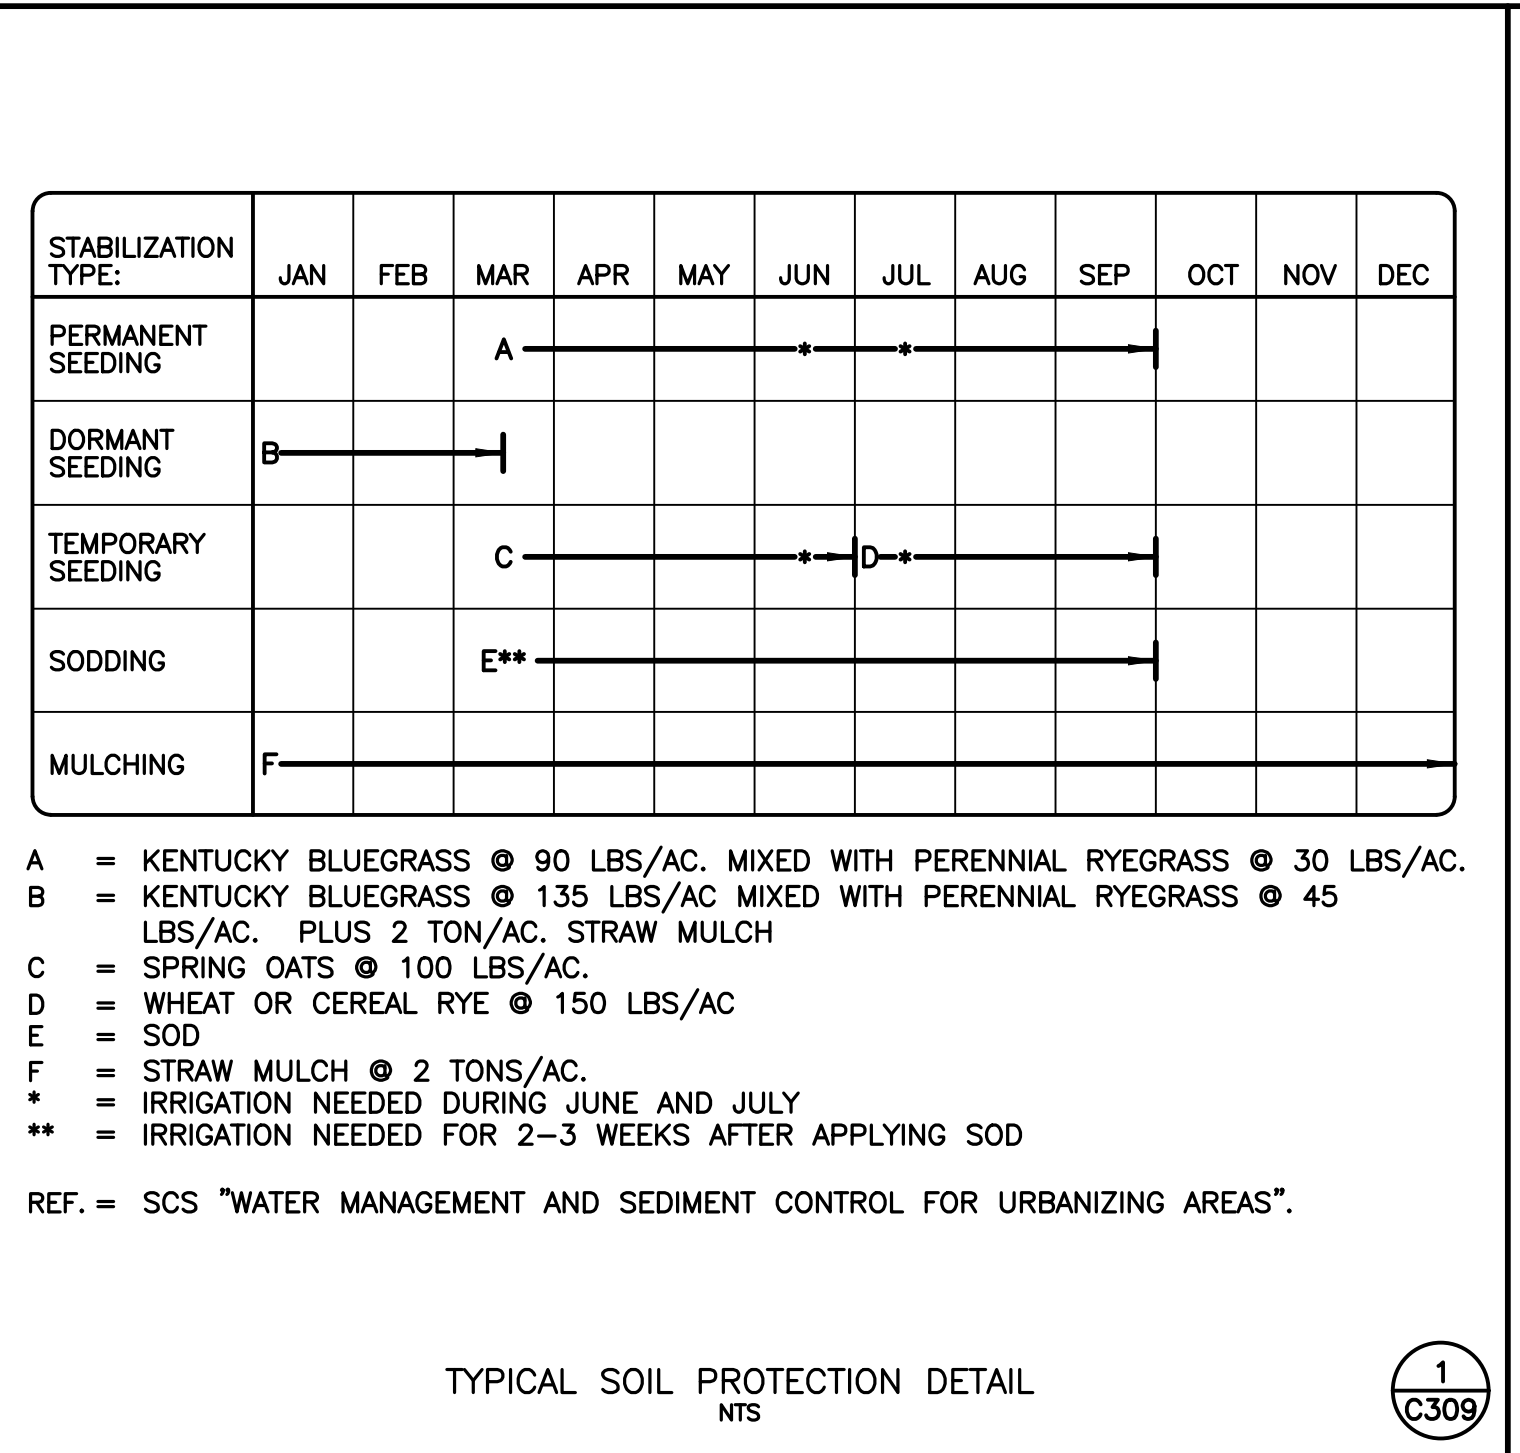 STABILIZATION
TYPE:
JAN FEB MAR APR MAY JUN JUL AUG SEP OCT NOV DEC
PERMANENT
SEEDING
A * *
DORMANT
SEEDING
B
TEMPORARY
SEEDING
C * D *
SODDING
E**
MULCHING
F
A = KENTUCKY BLUEGRASS @ 90 LBS/AC. MIXED WITH PERENNIAL RYEGRASS @ 30 LBS/AC.
B = KENTUCKY BLUEGRASS @ 135 LBS/AC MIXED WITH PERENNIAL RYEGRASS @ 45
LBS/AC. PLUS 2 TON/AC. STRAW MULCH
C = SPRING OATS @ 100 LBS/AC.
D = WHEAT OR CEREAL RYE @ 150 LBS/AC
E = SOD
F = STRAW MULCH @ 2 TONS/AC.
* = IRRIGATION NEEDED DURING JUNE AND JULY
** = IRRIGATION NEEDED FOR 2-3 WEEKS AFTER APPLYING SOD
REF. = SCS "WATER MANAGEMENT AND SEDIMENT CONTROL FOR URBANIZING AREAS".
TYPICAL SOIL PROTECTION DETAIL
NTS
1
C309